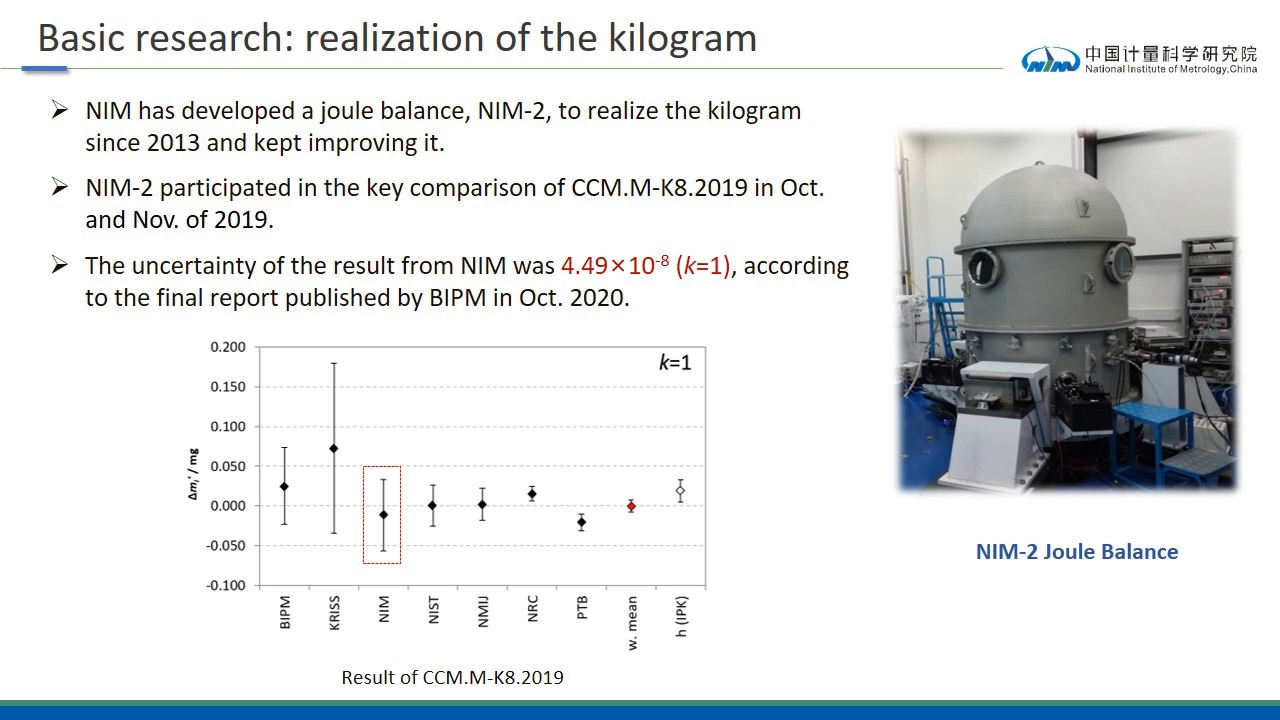 Basic research: realization of the kilogram
中国计量科学研究院
National Institute of Metrology,China
NIM
➢ NIM has developed a joule balance, NIM-2, to realize the kilogram
since 2013 and kept improving it.
➢ NIM-2 participated in the key comparison of CCM.M-K8.2019 in Oct.
and Nov. of 2019.
➢ The uncertainty of the result from NIM was 4.49×10⁻⁸ (k=1), according
to the final report published by BIPM in Oct. 2020.
k=1
Δmᵢ' / mg
0.200
0.150
0.100
0.050
0.000
-0.050
-0.100
BIPM
KRISS
NIM
NIST
NMIJ
NRC
PTB
w. mean
h (IPK)
Result of CCM.M-K8.2019
NIM-2 Joule Balance